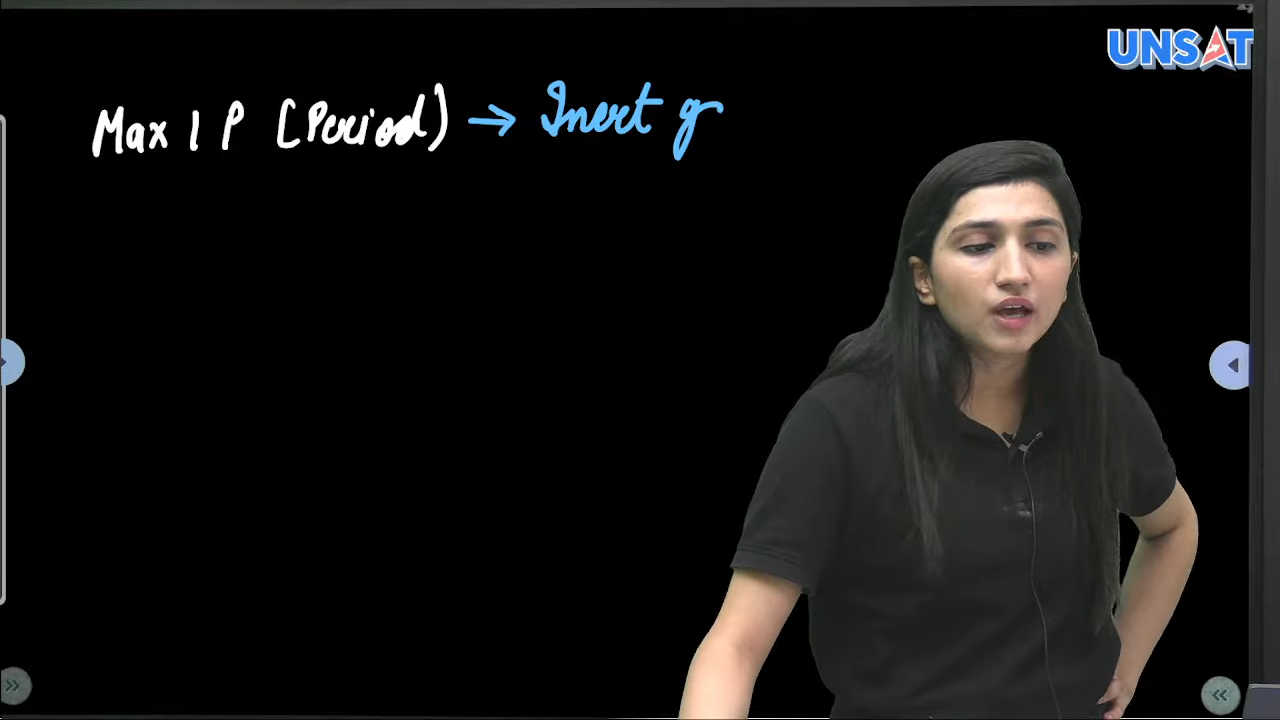 UNSAT
Max I P (Period) → Inert g